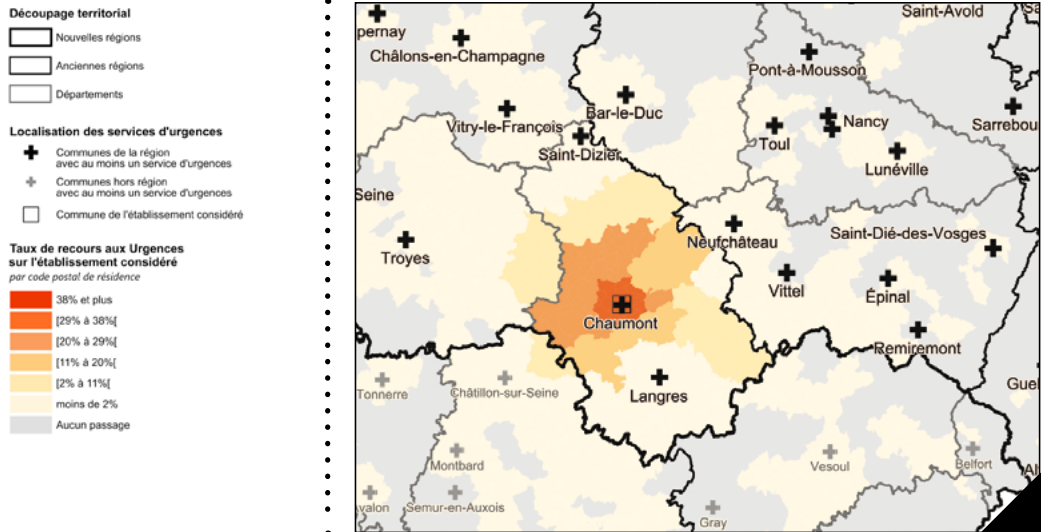 Découpage territorial
Nouvelles régions
Anciennes régions
Départements
Localisation des services d'urgences
Communes de la région
avec au moins un service d'urgences
Communes hors région
avec au moins un service d'urgences
Commune de l'établissement considéré
Taux de recours aux Urgences
sur l'établissement considéré
par code postal de résidence
38% et plus
[29% à 38%[
[20% à 29%[
[11% à 20%[
[2% à 11%[
moins de 2%
Aucun passage
pernay
Châlons-en-Champagne
Saint-Avold
Sa
Pont-à-Mousson
Bar-le-Duc
Vitry-le-François
Nancy
Sarrebou
Toul
Saint-Dizier
Lunéville
Seine
Saint-Dié-des-Vosges
Neufchâteau
Troyes
Vittel
Épinal
Chaumont
Remiremont
Tonnerre
Châtillon-sur-Seine
Langres
Guel
Montbard
Vesoul
Belfort
Al
valon
Semur-en-Auxois
Gray